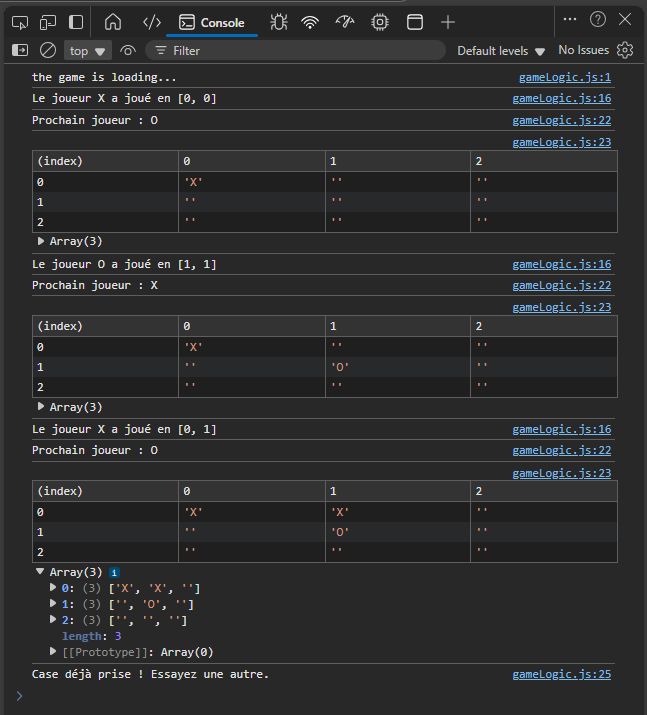 Console
top Filter Default levels No Issues
the game is loading... gameLogic.js:1
Le joueur X a joué en [0, 0] gameLogic.js:16
Prochain joueur : O gameLogic.js:22
gameLogic.js:23
(index) 0 1 2
0 'X' '' ''
1 '' '' ''
2 '' '' ''
Array(3)
Le joueur O a joué en [1, 1] gameLogic.js:16
Prochain joueur : X gameLogic.js:22
gameLogic.js:23
(index) 0 1 2
0 'X' '' ''
1 '' 'O' ''
2 '' '' ''
Array(3)
Le joueur X a joué en [0, 1] gameLogic.js:16
Prochain joueur : O gameLogic.js:22
gameLogic.js:23
(index) 0 1 2
0 'X' 'X' ''
1 '' 'O' ''
2 '' '' ''
Array(3) i
0: (3) ['X', 'X', '']
1: (3) ['', 'O', '']
2: (3) ['', '', '']
length: 3
[[Prototype]]: Array(0)
Case déjà prise ! Essayez une autre. gameLogic.js:25